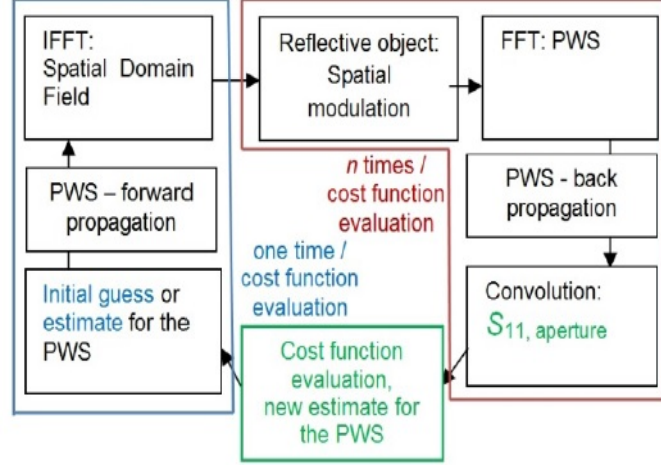 IFFT:
Spatial Domain
Field
Reflective object:
Spatial
modulation
FFT: PWS
PWS – forward
propagation
n times /
cost function
evaluation
PWS - back
propagation
one time /
cost function
evaluation
Initial guess or
estimate for the
PWS
Convolution:
S11, aperture
Cost function
evaluation,
new estimate for
the PWS